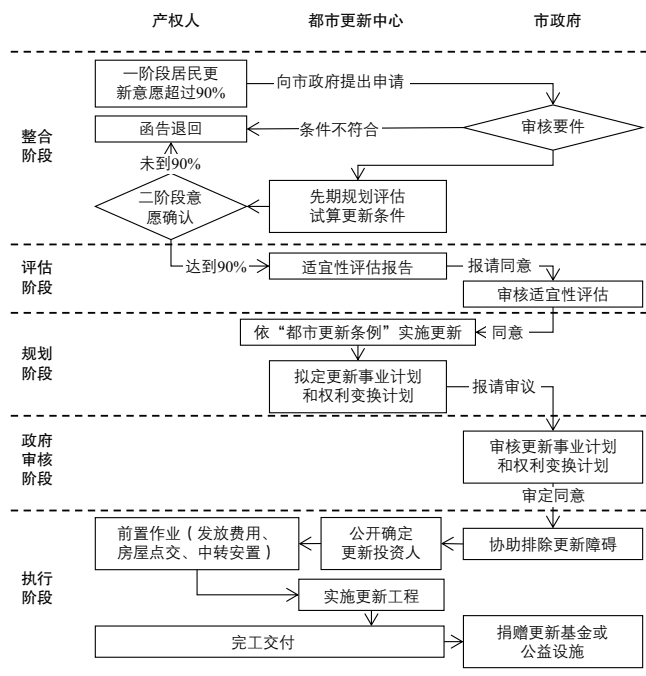 产权人
都市更新中心
市政府
整合
阶段
一阶段居民更
新意愿超过90%
向市政府提出申请
函告退回
条件不符合
审核要件
未到90%
二阶段意
愿确认
先期规划评估
试算更新条件
评估
阶段
达到90%
适宜性评估报告
报请同意
审核适宜性评估
规划
阶段
依“都市更新条例”实施更新
同意
拟定更新事业计划
和权利变换计划
报请审议
政府
审核
阶段
审核更新事业计划
和权利变换计划
审定同意
执行
阶段
前置作业（发放费用、
房屋点交、中转安置）
公开确定
更新投资人
协助排除更新障碍
实施更新工程
完工交付
捐赠更新基金或
公益设施